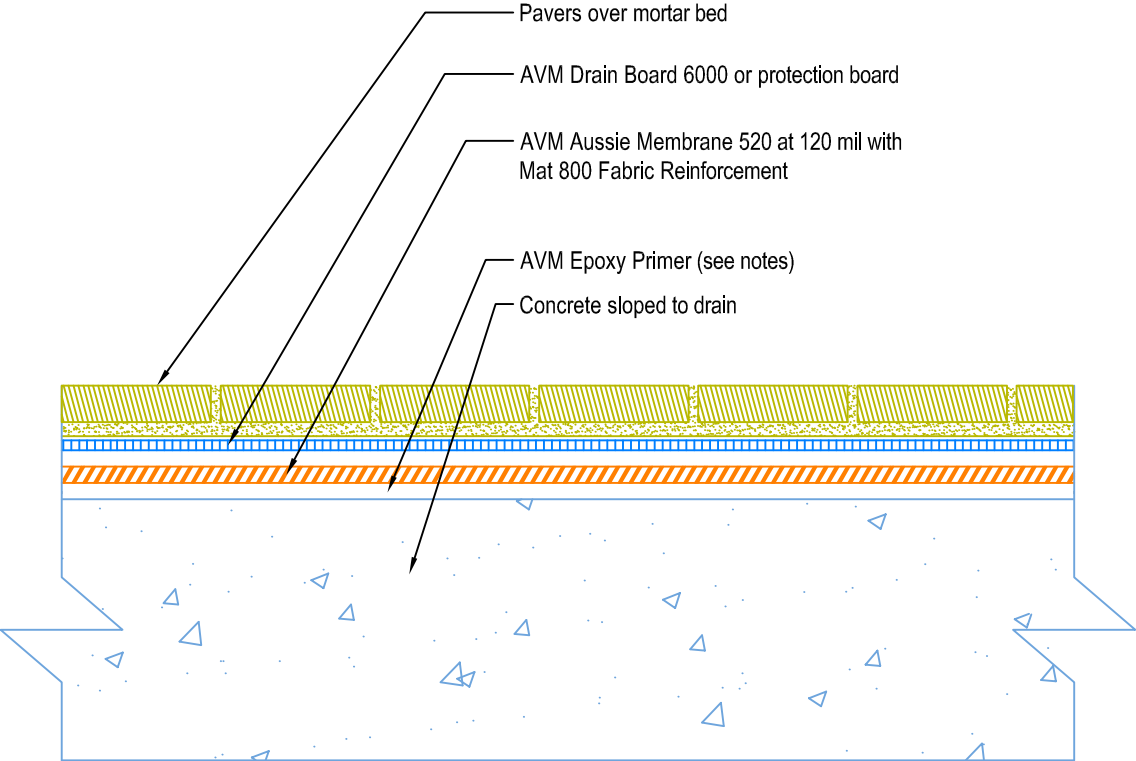 Pavers over mortar bed
AVM Drain Board 6000 or protection board
AVM Aussie Membrane 520 at 120 mil with
Mat 800 Fabric Reinforcement
AVM Epoxy Primer (see notes)
Concrete sloped to drain